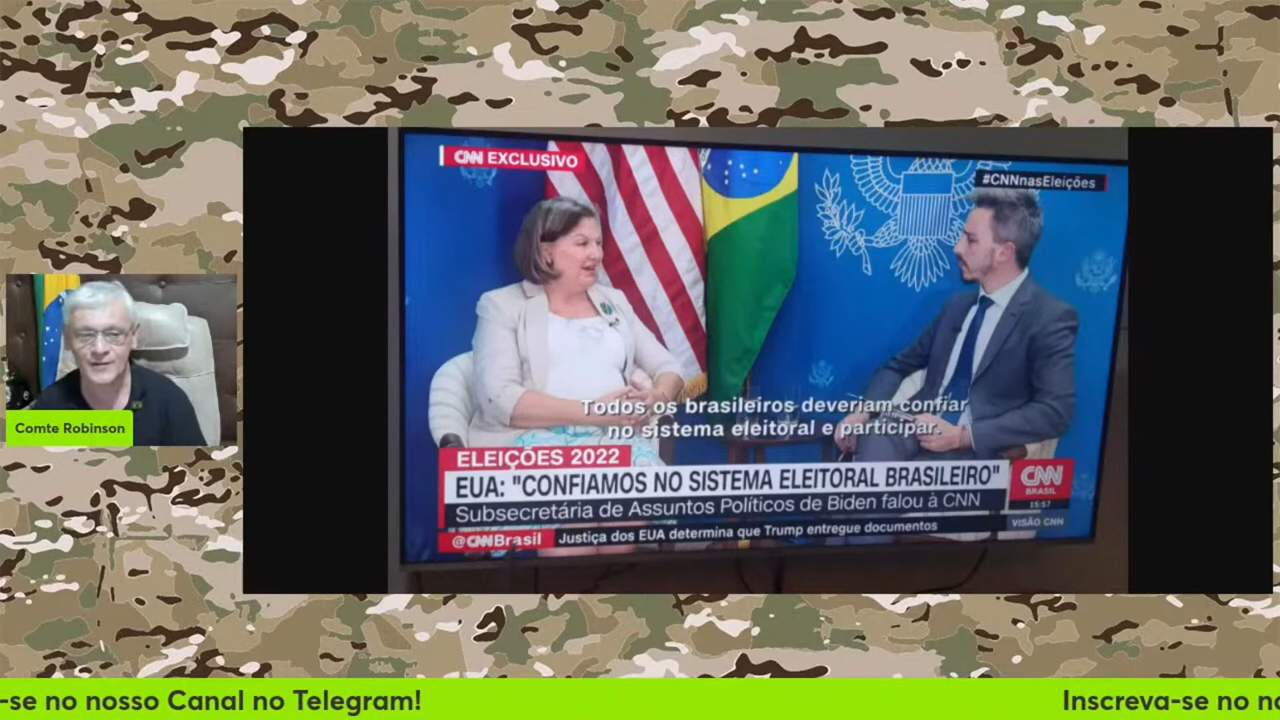 CNN EXCLUSIVO
#CNNnasEleições
Todos os brasileiros deveriam confiar
no sistema eleitoral e participar.
ELEIÇÕES 2022
EUA: "CONFIAMOS NO SISTEMA ELEITORAL BRASILEIRO"
Subsecretária de Assuntos Políticos de Biden falou à CNN
CNN
BRASIL
15:57
VISÃO CNN
@CNNBrasil
Justiça dos EUA determina que Trump entregue documentos
Comte Robinson
-se no nosso Canal no Telegram!
Inscreva-se no no